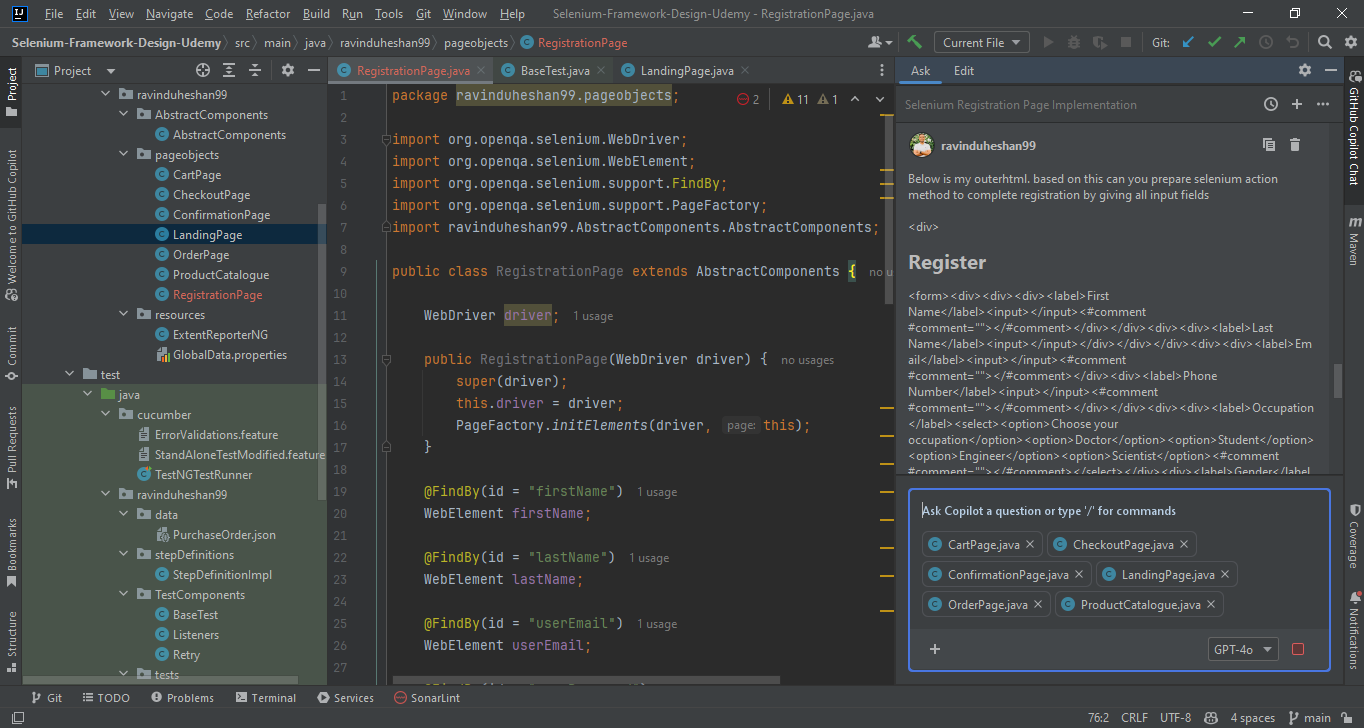 File Edit View Navigate Code Refactor Build Run Tools Git Window Help Selenium-Framework-Design-Udemy - RegistrationPage.java
Selenium-Framework-Design-Udemy src main java ravinduheshan99 pageobjects RegistrationPage Current File Git:
Project
Project
ravinduheshan99
AbstractComponents
AbstractComponents
pageobjects
CartPage
CheckoutPage
ConfirmationPage
LandingPage
OrderPage
ProductCatalogue
RegistrationPage
resources
ExtentReporterNG
GlobalData.properties
test
java
cucumber
ErrorValidations.feature
StandAloneTestModified.feature
TestNGTestRunner
ravinduheshan99
data
PurchaseOrder.json
stepDefinitions
StepDefinitionImpl
TestComponents
BaseTest
Listeners
Retry
tests
Welcome to GitHub Copilot
Commit
Pull Requests
Bookmarks
Structure
RegistrationPage.java BaseTest.java LandingPage.java
2 11 1
1 package ravinduheshan99.pageobjects;
2
3 import org.openqa.selenium.WebDriver;
4 import org.openqa.selenium.WebElement;
5 import org.openqa.selenium.support.FindBy;
6 import org.openqa.selenium.support.PageFactory;
7 import ravinduheshan99.AbstractComponents.AbstractComponents;
8
9 public class RegistrationPage extends AbstractComponents { no u
10
11 WebDriver driver; 1 usage
12
13 public RegistrationPage(WebDriver driver) { no usages
14 super(driver);
15 this.driver = driver;
16 PageFactory.initElements(driver, page: this);
17 }
18
19 @FindBy(id = "firstName") 1 usage
20 WebElement firstName;
21
22 @FindBy(id = "lastName") 1 usage
23 WebElement lastName;
24
25 @FindBy(id = "userEmail") 1 usage
26 WebElement userEmail;
27
Ask Edit
Selenium Registration Page Implementation
ravinduheshan99
Below is my outerhtml. based on this can you prepare selenium action
method to complete registration by giving all input fields
<div>
Register
<form><div><div><div><label>First
Name</label><input></input><#comment
#comment=""></#comment></div></div><div><div><label>Last
Name</label><input></input></div></div></div><div><div><label>Em
ail</label><input></input><#comment
#comment=""></#comment></div><div><label>Phone
Number</label><input></input><#comment
#comment=""></#comment></div></div><div><div><label>Occupation
</label><select><option>Choose your
occupation</option><option>Doctor</option><option>Student</option>
<option>Engineer</option><option>Scientist</option><#comment
#comment=""></#comment></select></div><div><label>Gender</label
Ask Copilot a question or type '/' for commands
CartPage.java CheckoutPage.java
ConfirmationPage.java LandingPage.java
OrderPage.java ProductCatalogue.java
GPT-4o
GitHub Copilot Chat
Maven
Coverage
Notifications
Git TODO Problems Terminal Services SonarLint
76:2 CRLF UTF-8 4 spaces main